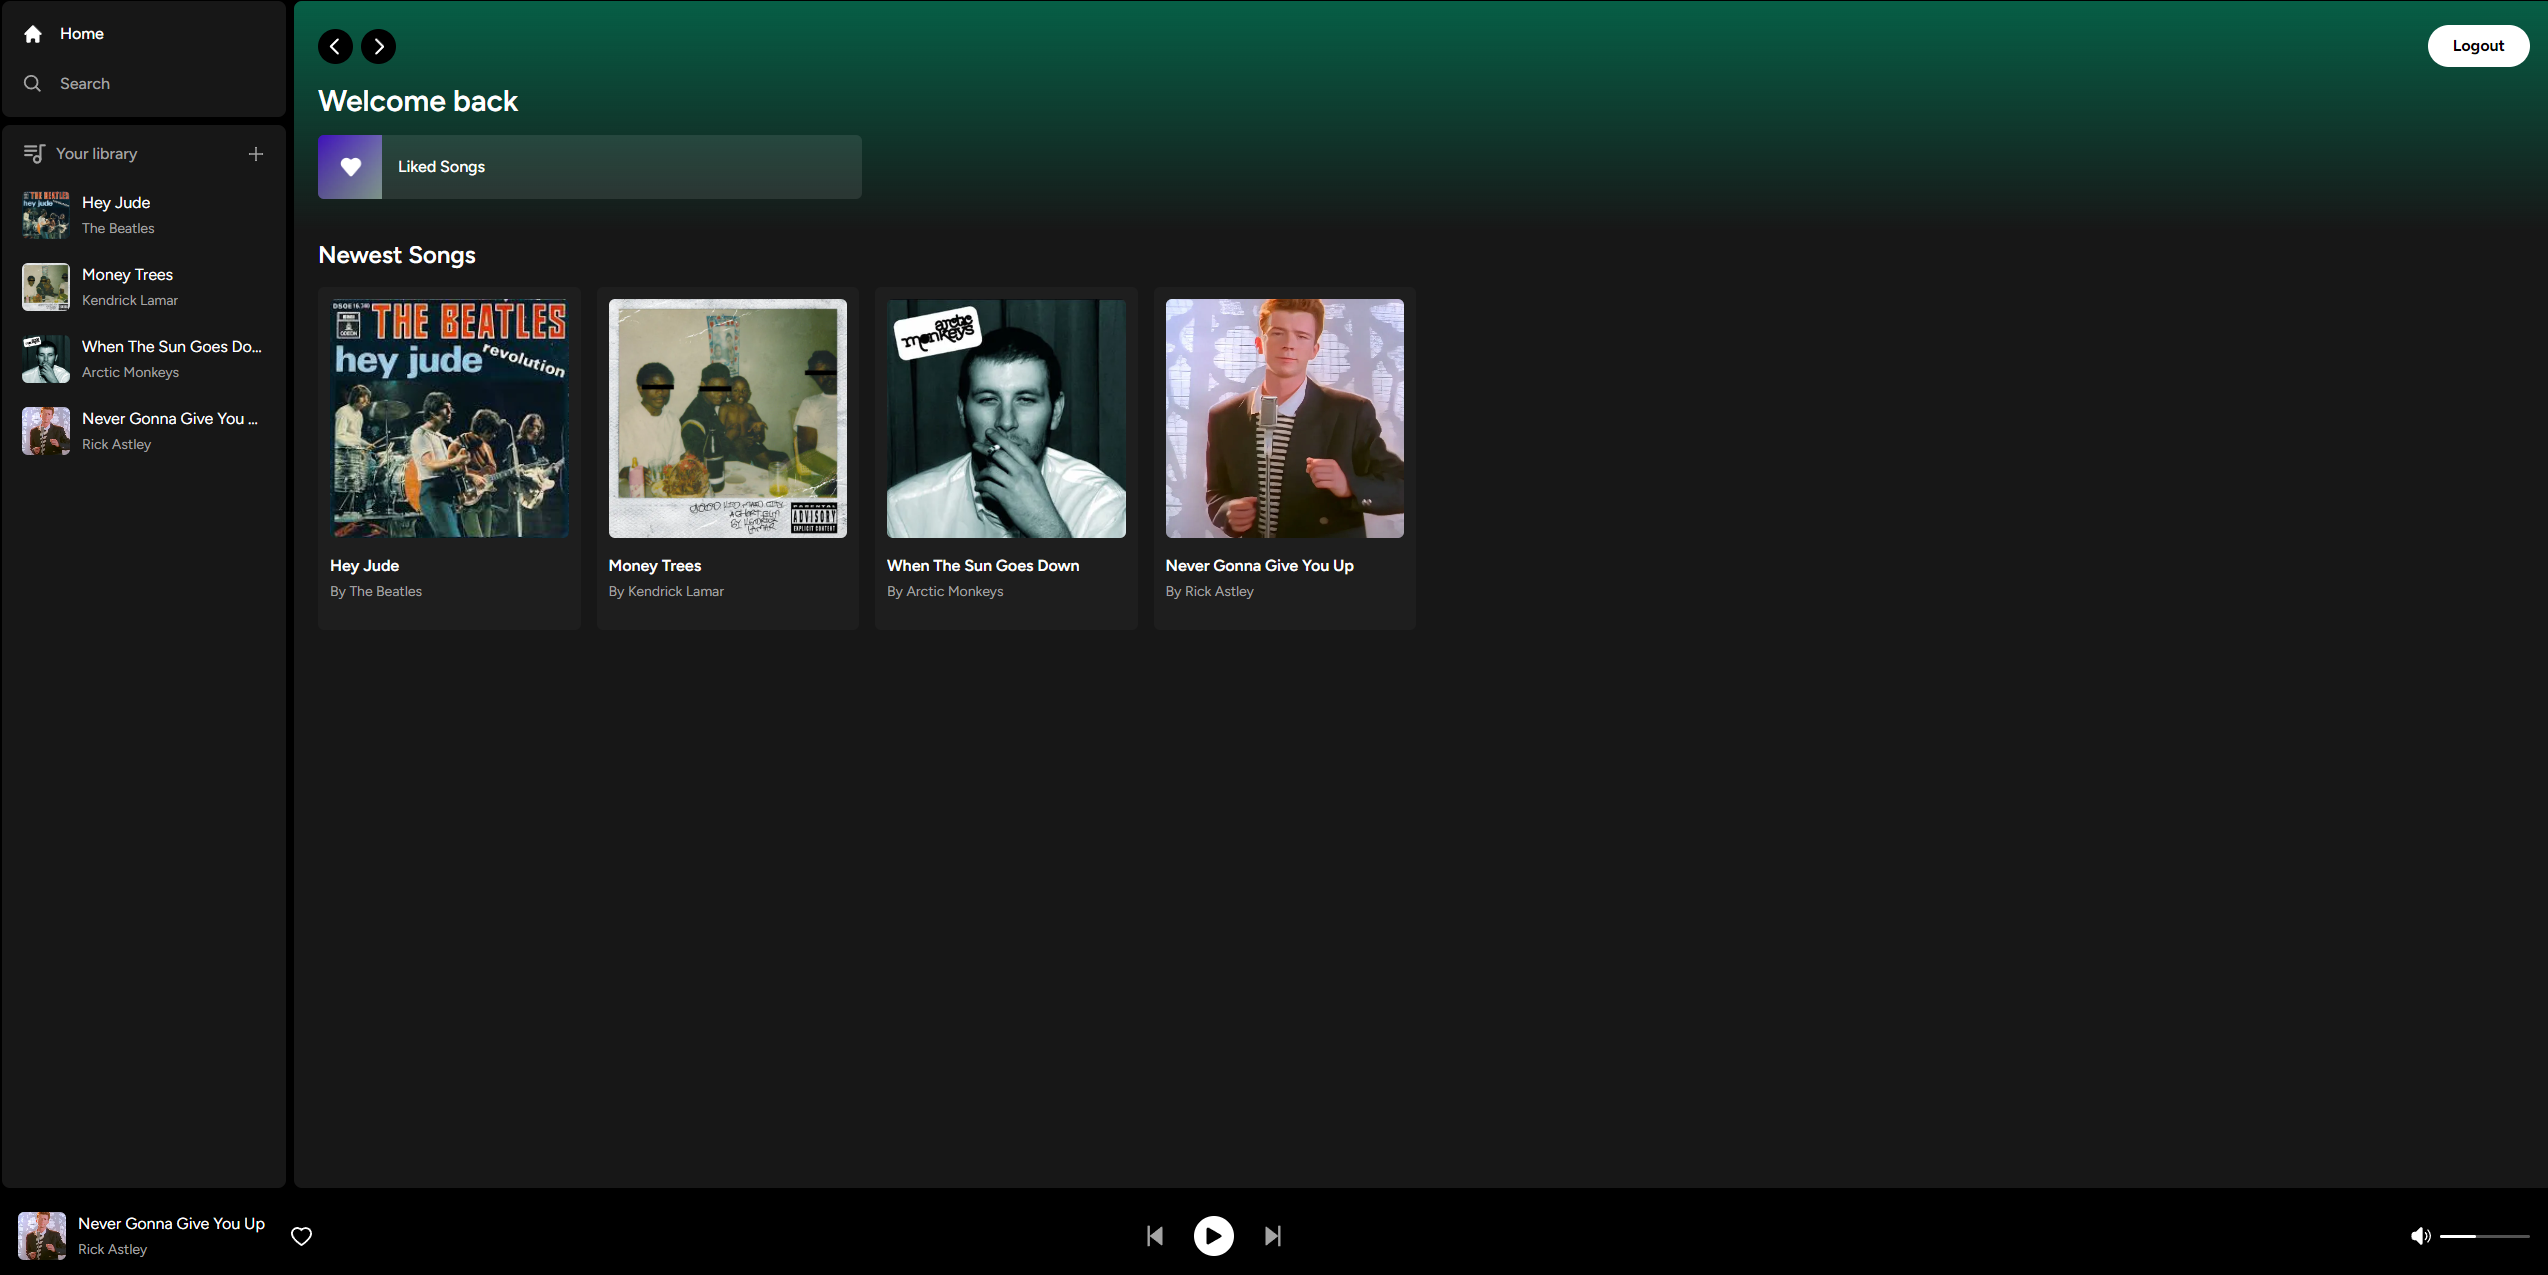 Home
Search
Your library
Hey Jude
The Beatles
Money Trees
Kendrick Lamar
When The Sun Goes Do...
Arctic Monkeys
Never Gonna Give You ...
Rick Astley
Logout
Welcome back
Liked Songs
Newest Songs
THE BEATLES
hey jude
revolution
Hey Jude
By The Beatles
GOOD KID MAAD CITY
A SHORT FILM
BY KENDRICK
LAMAR
PARENTAL
ADVISORY
EXPLICIT CONTENT
Money Trees
By Kendrick Lamar
arctic
monkeys
When The Sun Goes Down
By Arctic Monkeys
Never Gonna Give You Up
By Rick Astley
Never Gonna Give You Up
Rick Astley